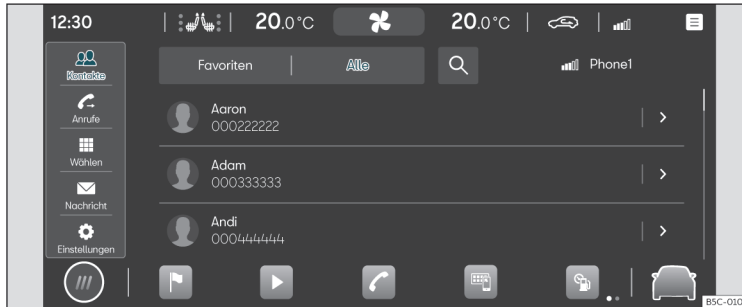 12:30
20.0°C
20.0°C
Kontakte
Favoriten
Alle
Phone1
Anrufe
Wählen
Nachricht
Einstellungen
Aaron
000222222
Adam
000333333
Andi
000444444
B5C-010